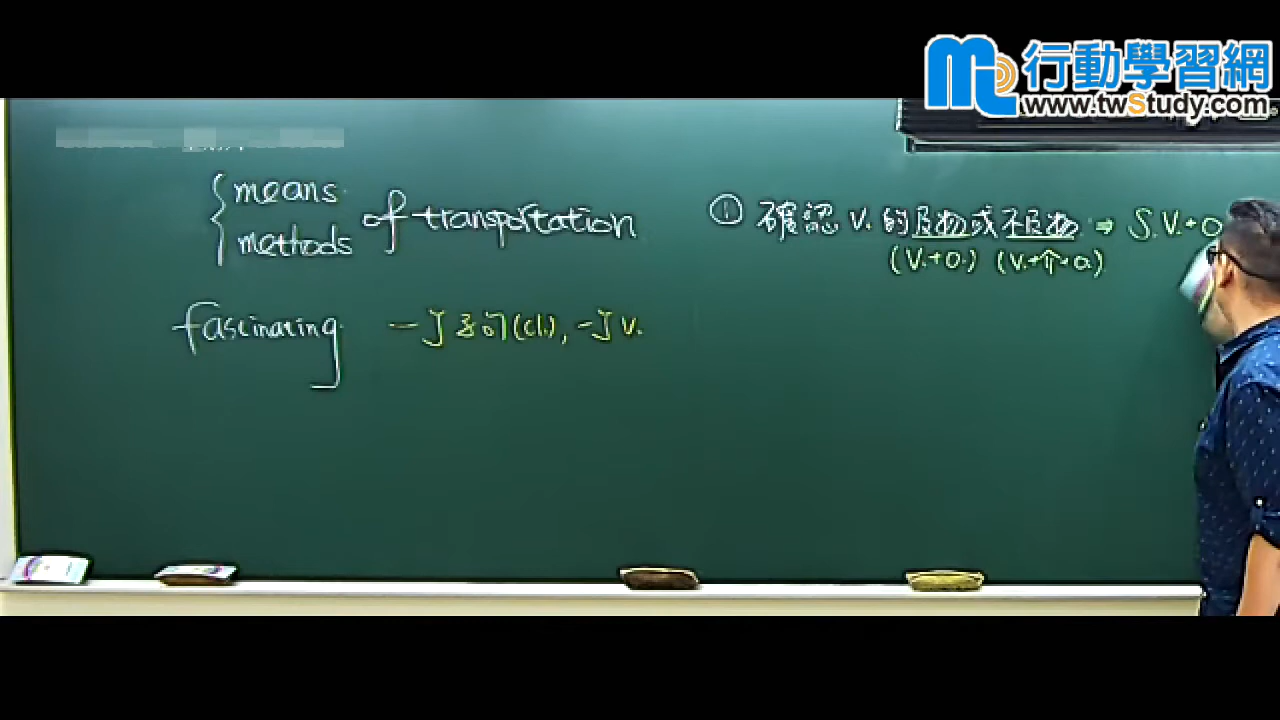 行動學習網
www.twStudy.com
means
methods
of transportation
fascinating
一J子句(cl.), 一J V.
① 確認 V. 的及物或不及物 ⇒ S. V. + O
(V.+O.) (V.+介+O.)